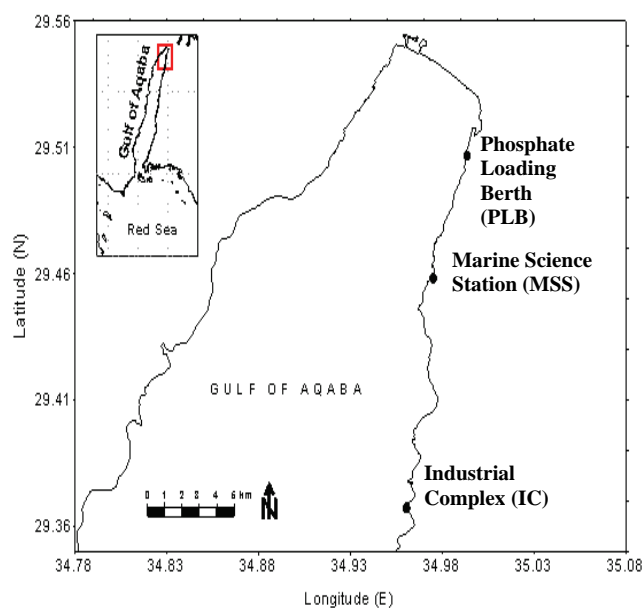 29.56
29.51
29.46
29.41
29.36
Latitude (N)
Gulf of Aqaba
Red Sea
Phosphate
Loading
Berth
(PLB)
Marine Science
Station (MSS)
GULF OF AQABA
Industrial
Complex (IC)
0 1 2 3 4 5 km
N
34.78 34.83 34.88 34.93 34.98 35.03 35.08
Longitude (E)